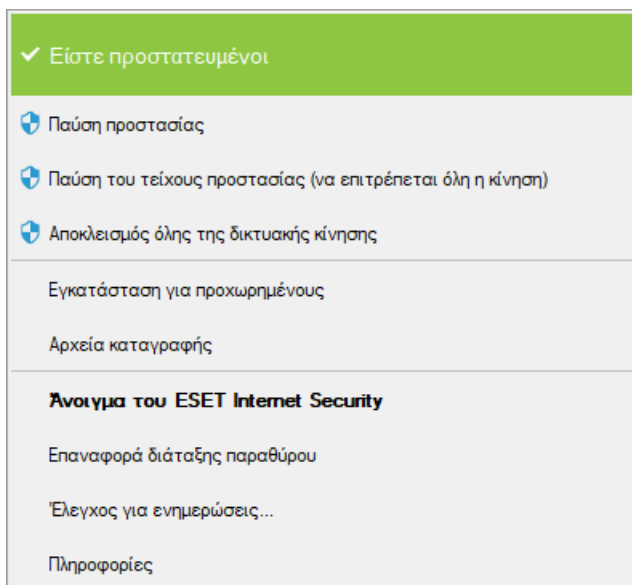 Είστε προστατευμένοι
Παύση προστασίας
Παύση του τείχους προστασίας (να επιτρέπεται όλη η κίνηση)
Αποκλεισμός όλης της δικτυακής κίνησης
Εγκατάσταση για προχωρημένους
Αρχεία καταγραφής
Άνοιγμα του ESET Internet Security
Επαναφορά διάταξης παραθύρου
Έλεγχος για ενημερώσεις...
Πληροφορίες